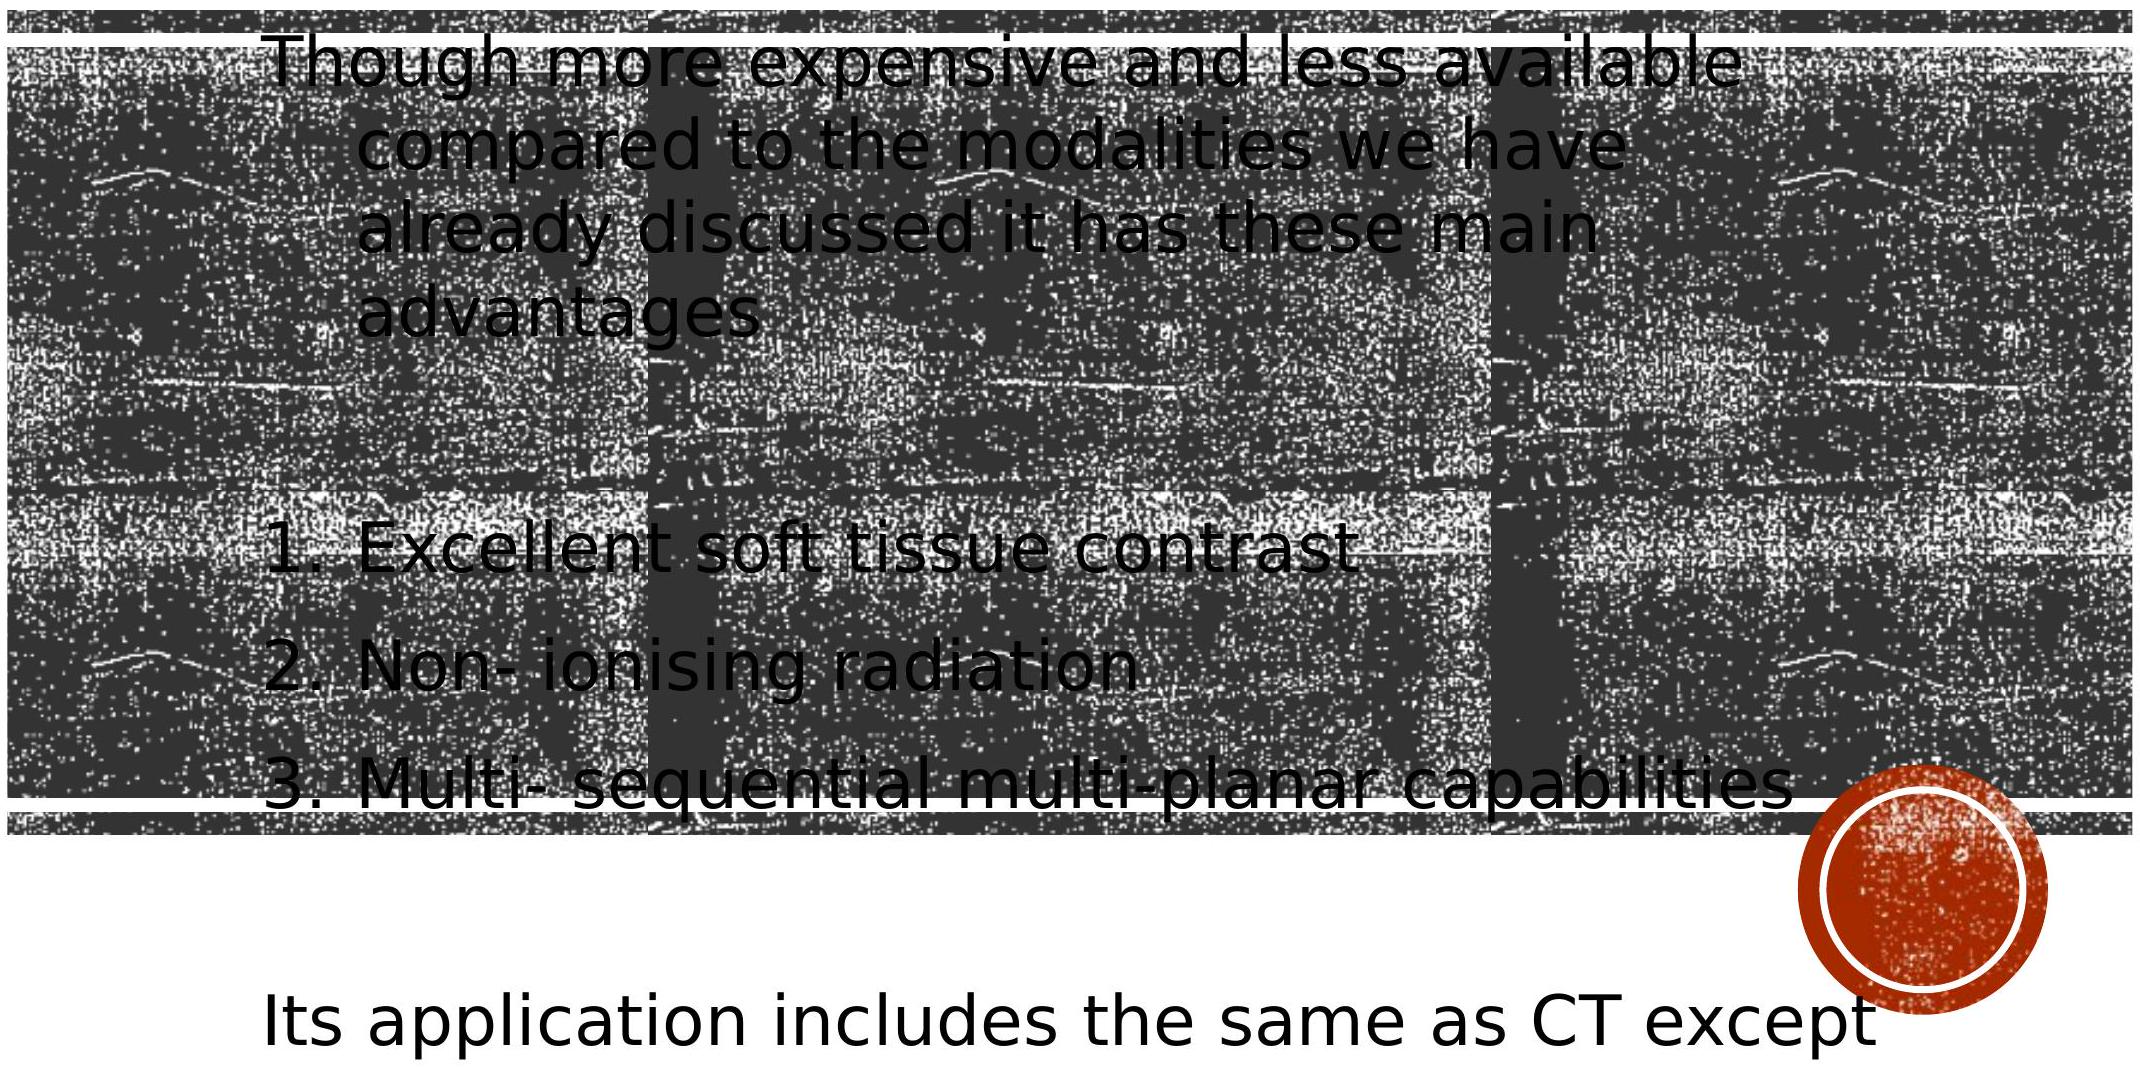 Though more expensive and less available
compared to the modalities we have
already discussed it has these main
advantages
1. Excellent soft tissue contrast
2. Non- ionising radiation
3. Multi- sequential multi-planar capabilities
Its application includes the same as CT except